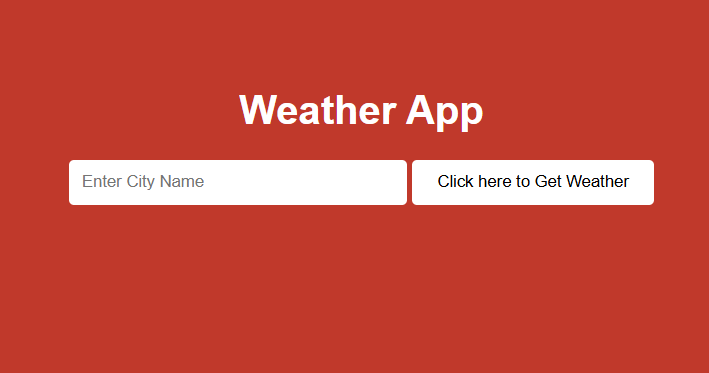 Weather App
Enter City Name
Click here to Get Weather